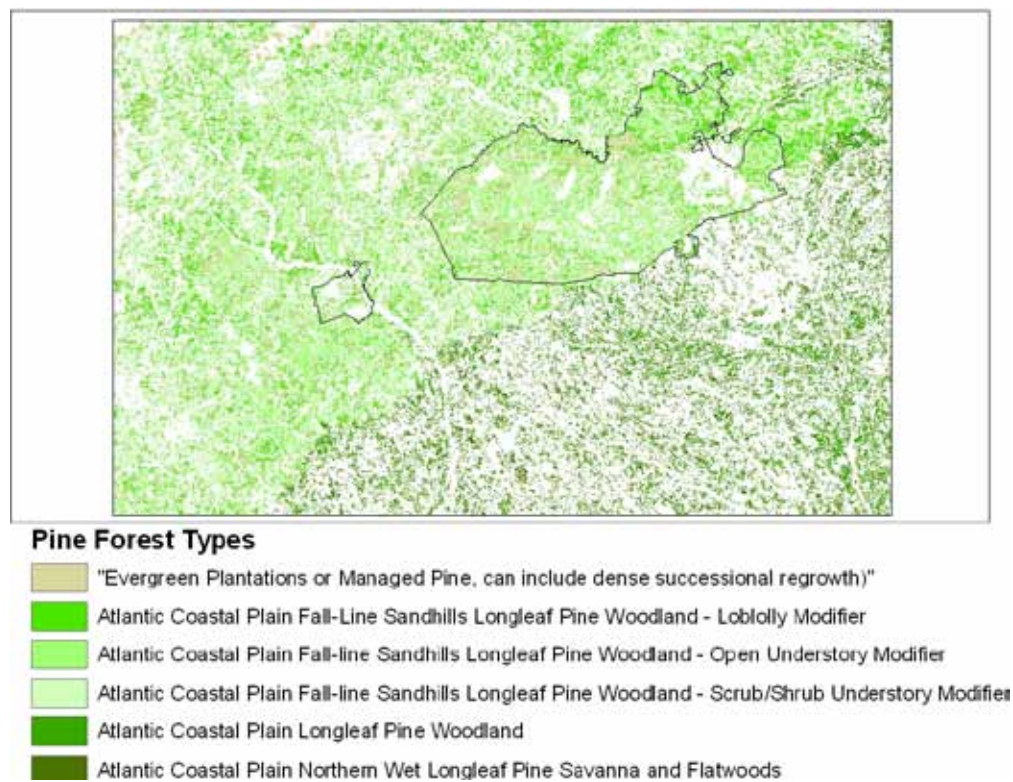 Pine Forest Types
"Evergreen Plantations or Managed Pine, can include dense successional regrowth)"
Atlantic Coastal Plain Fall-Line Sandhills Longleaf Pine Woodland - Loblolly Modifier
Atlantic Coastal Plain Fall-line Sandhills Longleaf Pine Woodland - Open Understory Modifier
Atlantic Coastal Plain Fall-line Sandhills Longleaf Pine Woodland - Scrub/Shrub Understory Modifier
Atlantic Coastal Plain Longleaf Pine Woodland
Atlantic Coastal Plain Northern Wet Longleaf Pine Savanna and Flatwoods